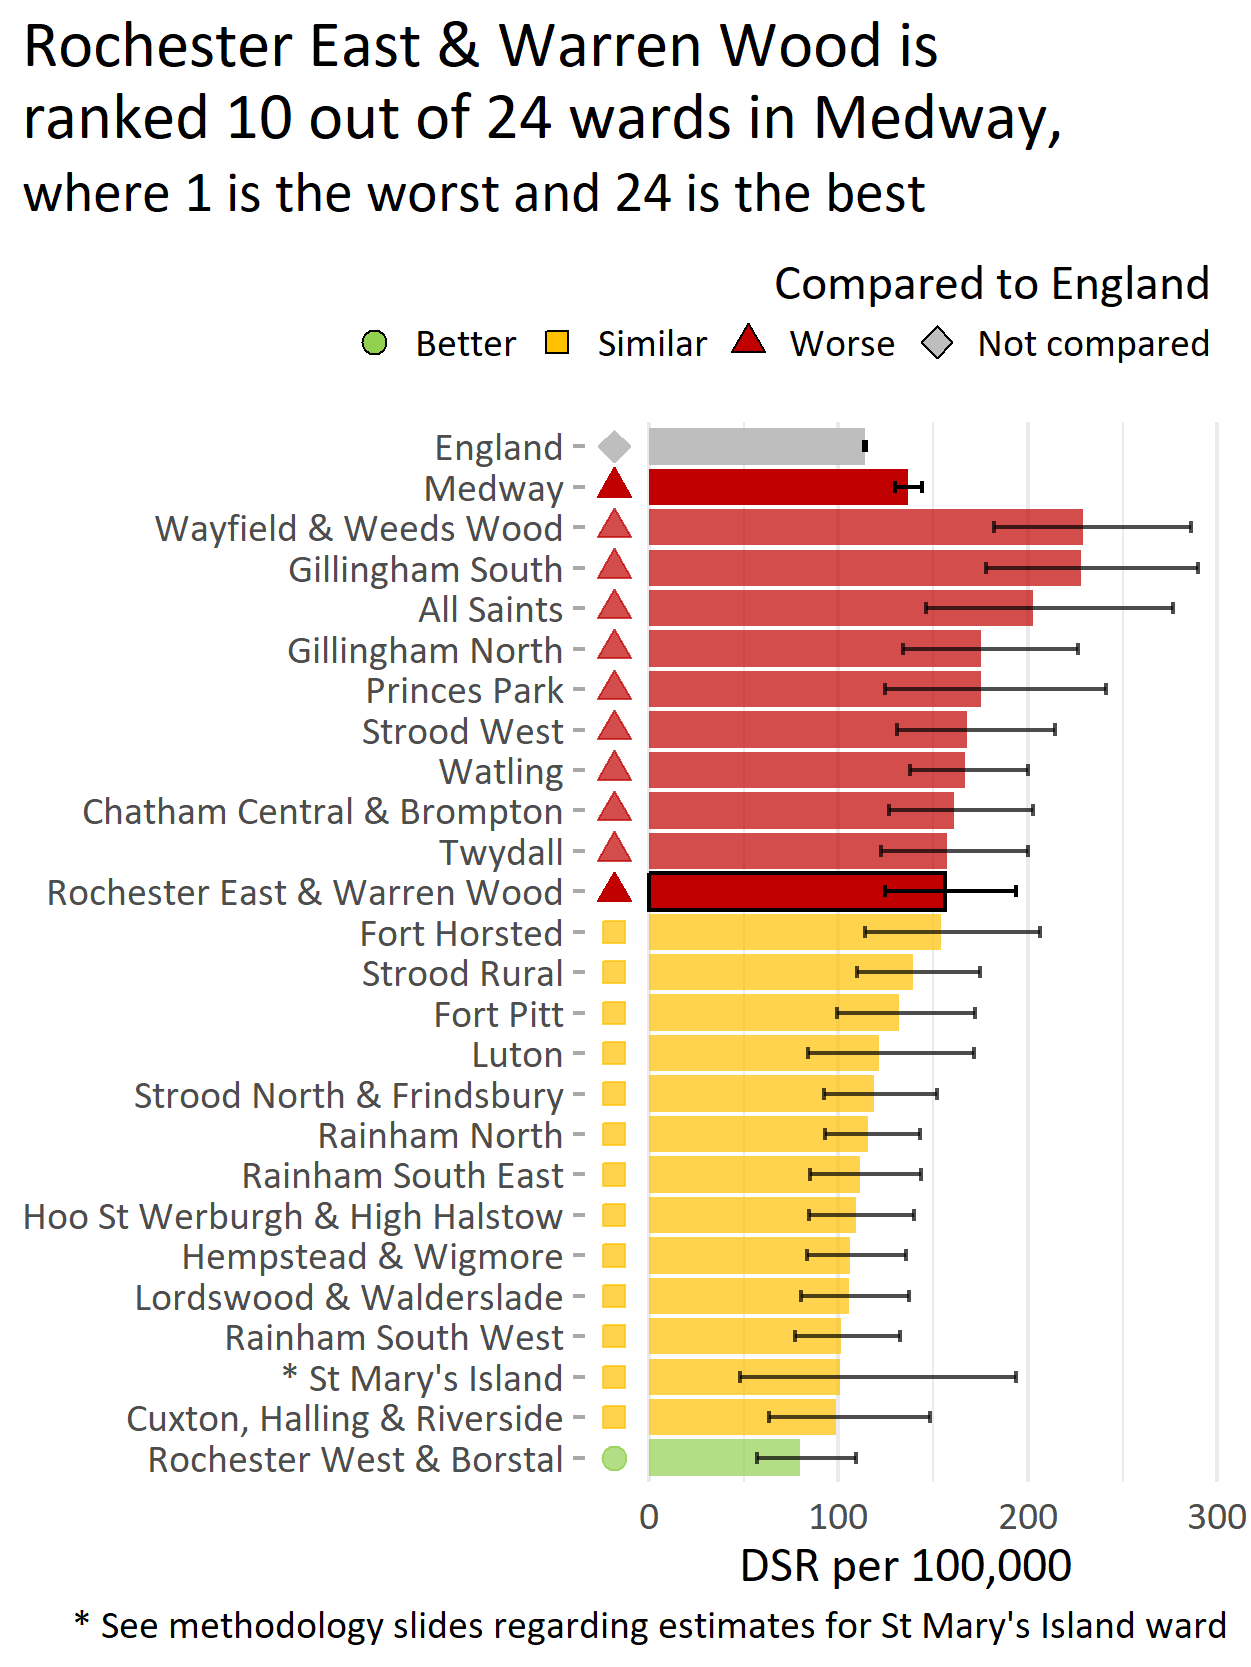 Rochester East & Warren Wood is
ranked 10 out of 24 wards in Medway,
where 1 is the worst and 24 is the best
Compared to England
Better Similar Worse Not compared
England
Medway
Wayfield & Weeds Wood
Gillingham South
All Saints
Gillingham North
Princes Park
Strood West
Watling
Chatham Central & Brompton
Twydall
Rochester East & Warren Wood
Fort Horsted
Strood Rural
Fort Pitt
Luton
Strood North & Frindsbury
Rainham North
Rainham South East
Hoo St Werburgh & High Halstow
Hempstead & Wigmore
Lordswood & Walderslade
Rainham South West
* St Mary's Island
Cuxton, Halling & Riverside
Rochester West & Borstal
0 100 200 300
DSR per 100,000
* See methodology slides regarding estimates for St Mary's Island ward